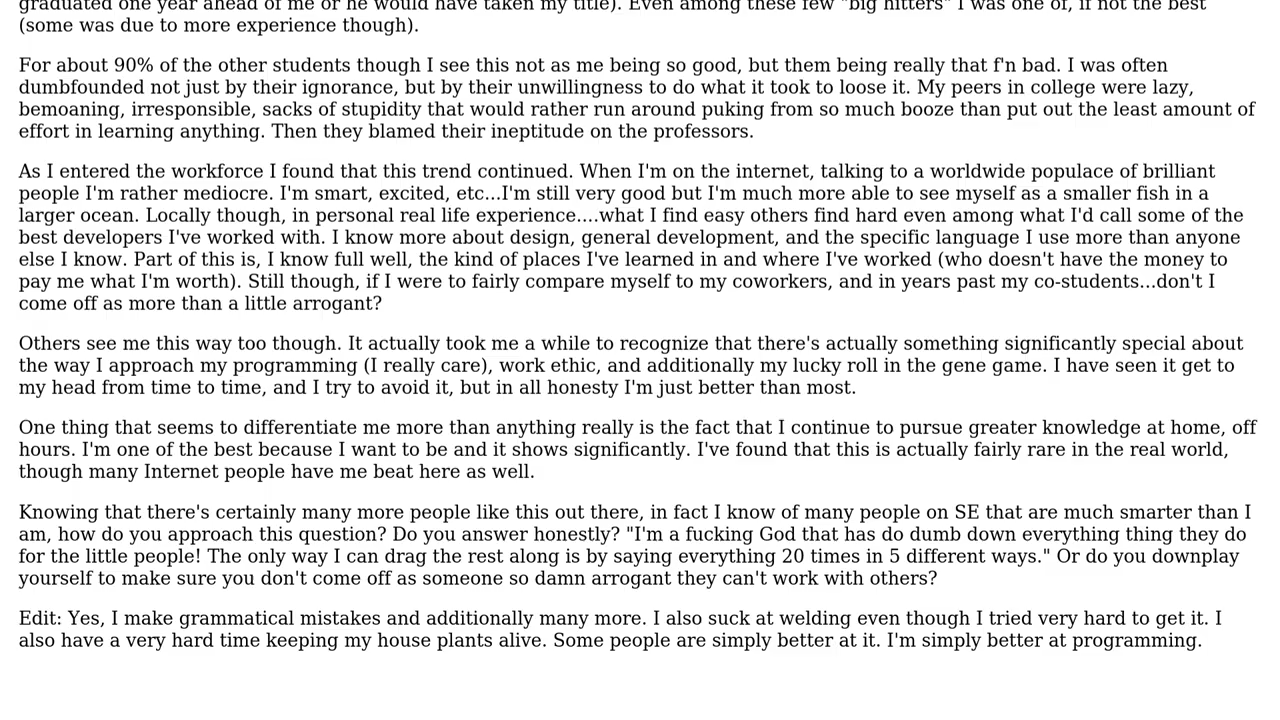 graduated one year ahead of me or he would have taken my title). Even among these few "big hitters" I was one of, if not the best
(some was due to more experience though).
For about 90% of the other students though I see this not as me being so good, but them being really that f'n bad. I was often
dumbfounded not just by their ignorance, but by their unwillingness to do what it took to loose it. My peers in college were lazy,
bemoaning, irresponsible, sacks of stupidity that would rather run around puking from so much booze than put out the least amount of
effort in learning anything. Then they blamed their ineptitude on the professors.
As I entered the workforce I found that this trend continued. When I'm on the internet, talking to a worldwide populace of brilliant
people I'm rather mediocre. I'm smart, excited, etc...I'm still very good but I'm much more able to see myself as a smaller fish in a
larger ocean. Locally though, in personal real life experience....what I find easy others find hard even among what I'd call some of the
best developers I've worked with. I know more about design, general development, and the specific language I use more than anyone
else I know. Part of this is, I know full well, the kind of places I've learned in and where I've worked (who doesn't have the money to
pay me what I'm worth). Still though, if I were to fairly compare myself to my coworkers, and in years past my co-students...don't I
come off as more than a little arrogant?
Others see me this way too though. It actually took me a while to recognize that there's actually something significantly special about
the way I approach my programming (I really care), work ethic, and additionally my lucky roll in the gene game. I have seen it get to
my head from time to time, and I try to avoid it, but in all honesty I'm just better than most.
One thing that seems to differentiate me more than anything really is the fact that I continue to pursue greater knowledge at home, off
hours. I'm one of the best because I want to be and it shows significantly. I've found that this is actually fairly rare in the real world,
though many Internet people have me beat here as well.
Knowing that there's certainly many more people like this out there, in fact I know of many people on SE that are much smarter than I
am, how do you approach this question? Do you answer honestly? "I'm a fucking God that has do dumb down everything thing they do
for the little people! The only way I can drag the rest along is by saying everything 20 times in 5 different ways." Or do you downplay
yourself to make sure you don't come off as someone so damn arrogant they can't work with others?
Edit: Yes, I make grammatical mistakes and additionally many more. I also suck at welding even though I tried very hard to get it. I
also have a very hard time keeping my house plants alive. Some people are simply better at it. I'm simply better at programming.